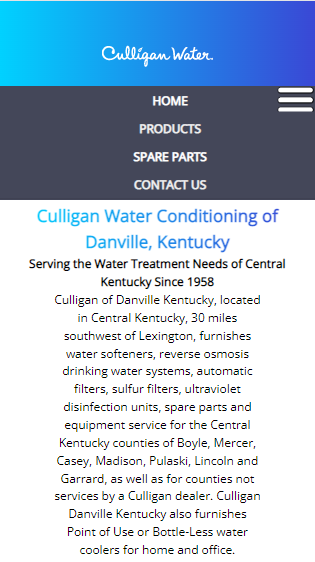 Culligan Water.
HOME
PRODUCTS
SPARE PARTS
CONTACT US
Culligan Water Conditioning of
Danville, Kentucky
Serving the Water Treatment Needs of Central
Kentucky Since 1958
Culligan of Danville Kentucky, located
in Central Kentucky, 30 miles
southwest of Lexington, furnishes
water softeners, reverse osmosis
drinking water systems, automatic
filters, sulfur filters, ultraviolet
disinfection units, spare parts and
equipment service for the Central
Kentucky counties of Boyle, Mercer,
Casey, Madison, Pulaski, Lincoln and
Garrard, as well as for counties not
services by a Culligan dealer. Culligan
Danville Kentucky also furnishes
Point of Use or Bottle-Less water
coolers for home and office.